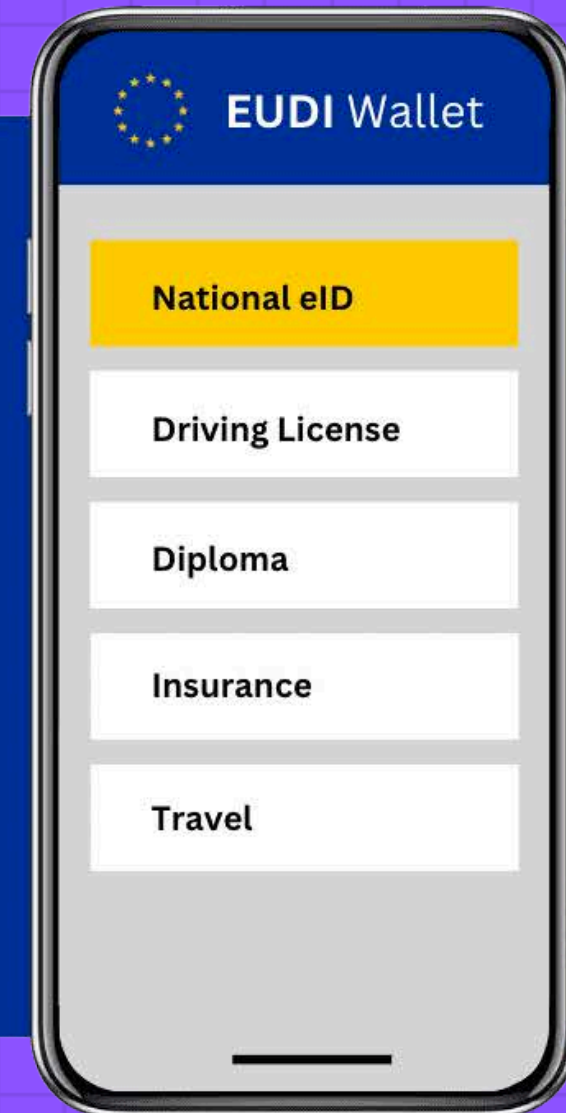 EUDI Wallet
National eID
Driving License
Diploma
Insurance
Travel